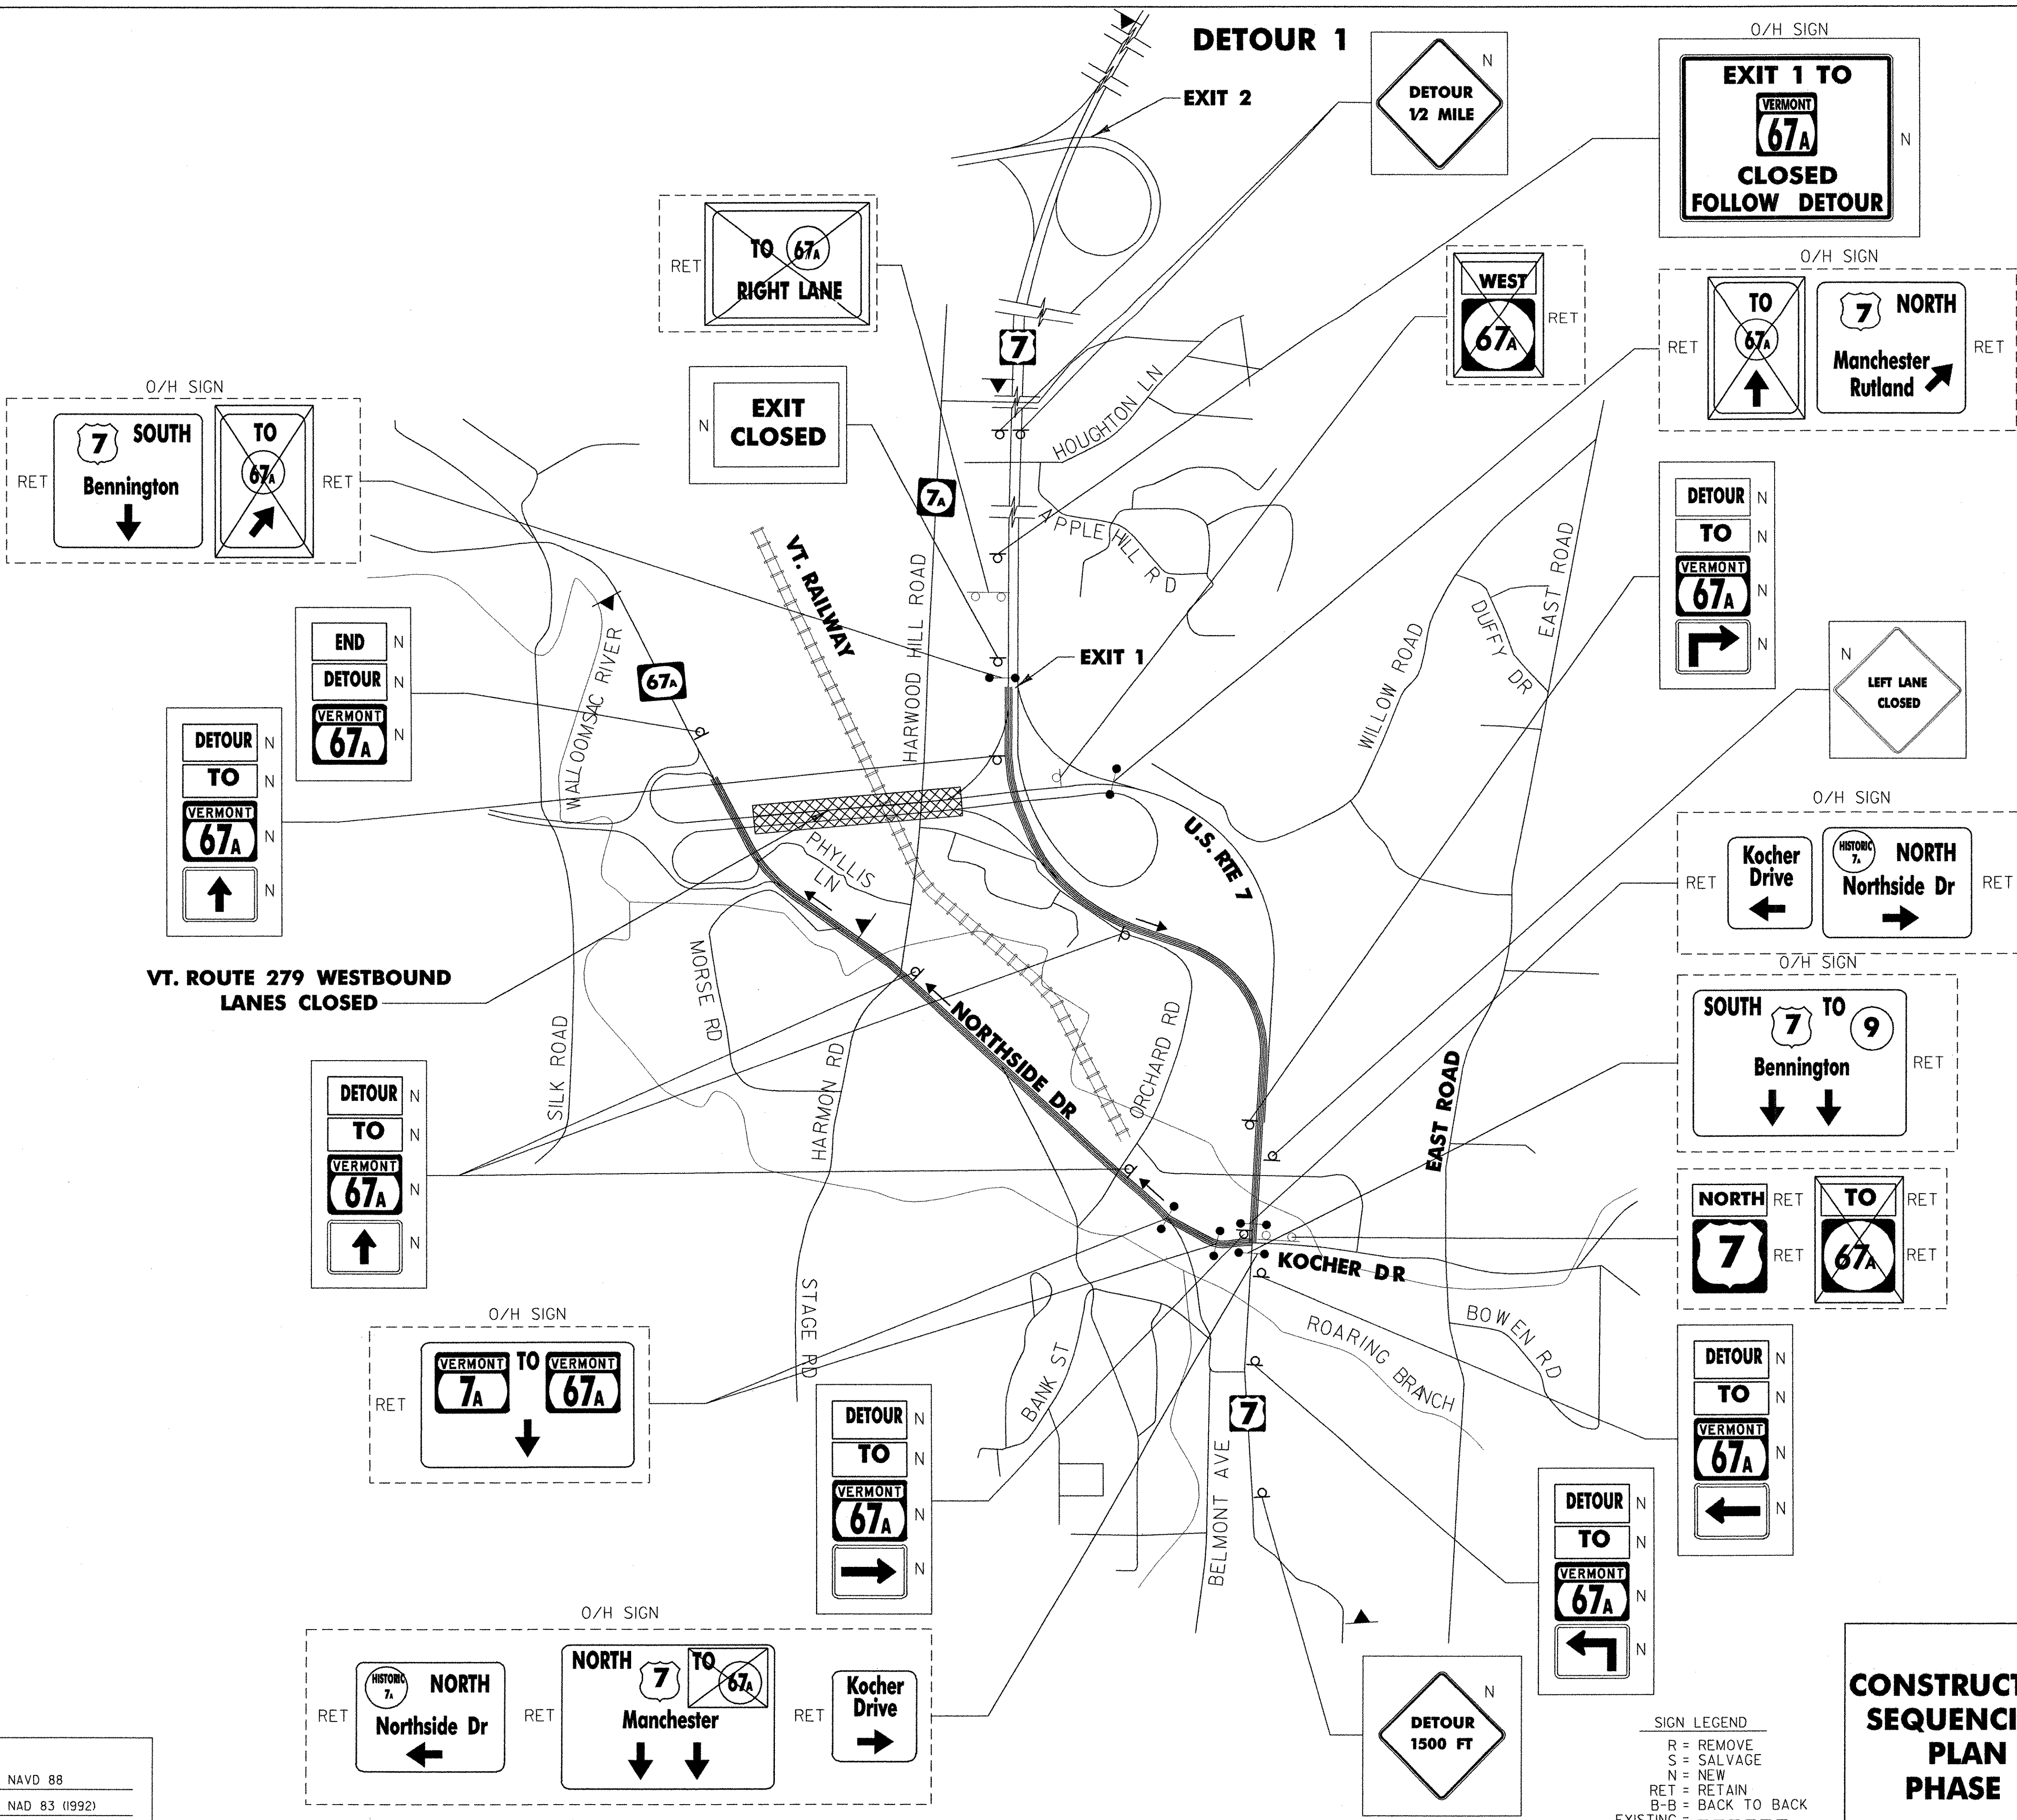 DETOUR 1
EXIT 2
DETOUR
1/2 MILE
N
O/H SIGN
EXIT 1 TO
VERMONT
67A
CLOSED
FOLLOW DETOUR
N
RET
TO 67A
RIGHT LANE
WEST
67A
RET
O/H SIGN
RET
TO
67A
7 NORTH
Manchester
Rutland
RET
N
EXIT
CLOSED
O/H SIGN
RET
7 SOUTH
Bennington
TO
67A
RET
7
7A
HOUGHTON LN
APPLE HILL RD
VT. RAILWAY
HARWOOD HILL ROAD
EXIT 1
WALLOOMSAC RIVER
67A
WILLOW ROAD
DUFFY DR
EAST ROAD
DETOUR N
TO N
VERMONT
67A N
N
N
LEFT LANE
CLOSED
END N
DETOUR N
VERMONT
67A N
DETOUR N
TO N
VERMONT
67A N
N
PHYLLIS
LN
U.S. RTE 7
O/H SIGN
RET
Kocher
Drive
HISTORIC
7A
NORTH
Northside Dr
RET
VT. ROUTE 279 WESTBOUND
LANES CLOSED
SILK ROAD
MORSE RD
HARMON RD
NORTHSIDE DR
ORCHARD RD
EAST ROAD
O/H SIGN
SOUTH 7 TO 9
Bennington
RET
DETOUR N
TO N
VERMONT
67A N
N
NORTH RET
7 RET
TO RET
67A RET
KOCHER DR
STAGE RD
BANK ST
ROARING BRANCH
BOWEN RD
7
BELMONT AVE
O/H SIGN
RET
VERMONT
7A
TO
VERMONT
67A
DETOUR N
TO N
VERMONT
67A N
N
DETOUR N
TO N
VERMONT
67A N
N
DETOUR N
TO N
VERMONT
67A N
N
O/H SIGN
RET
HISTORIC
7A
NORTH
Northside Dr
RET
NORTH 7 TO 67A
Manchester
RET
Kocher
Drive
DETOUR
1500 FT
N
SIGN LEGEND
R = REMOVE
S = SALVAGE
N = NEW
RET = RETAIN
B-B = BACK TO BACK
EXISTING =
CONSTRUCT
SEQUENCI
PLAN
PHASE
NAVD 88
NAD 83 (1992)